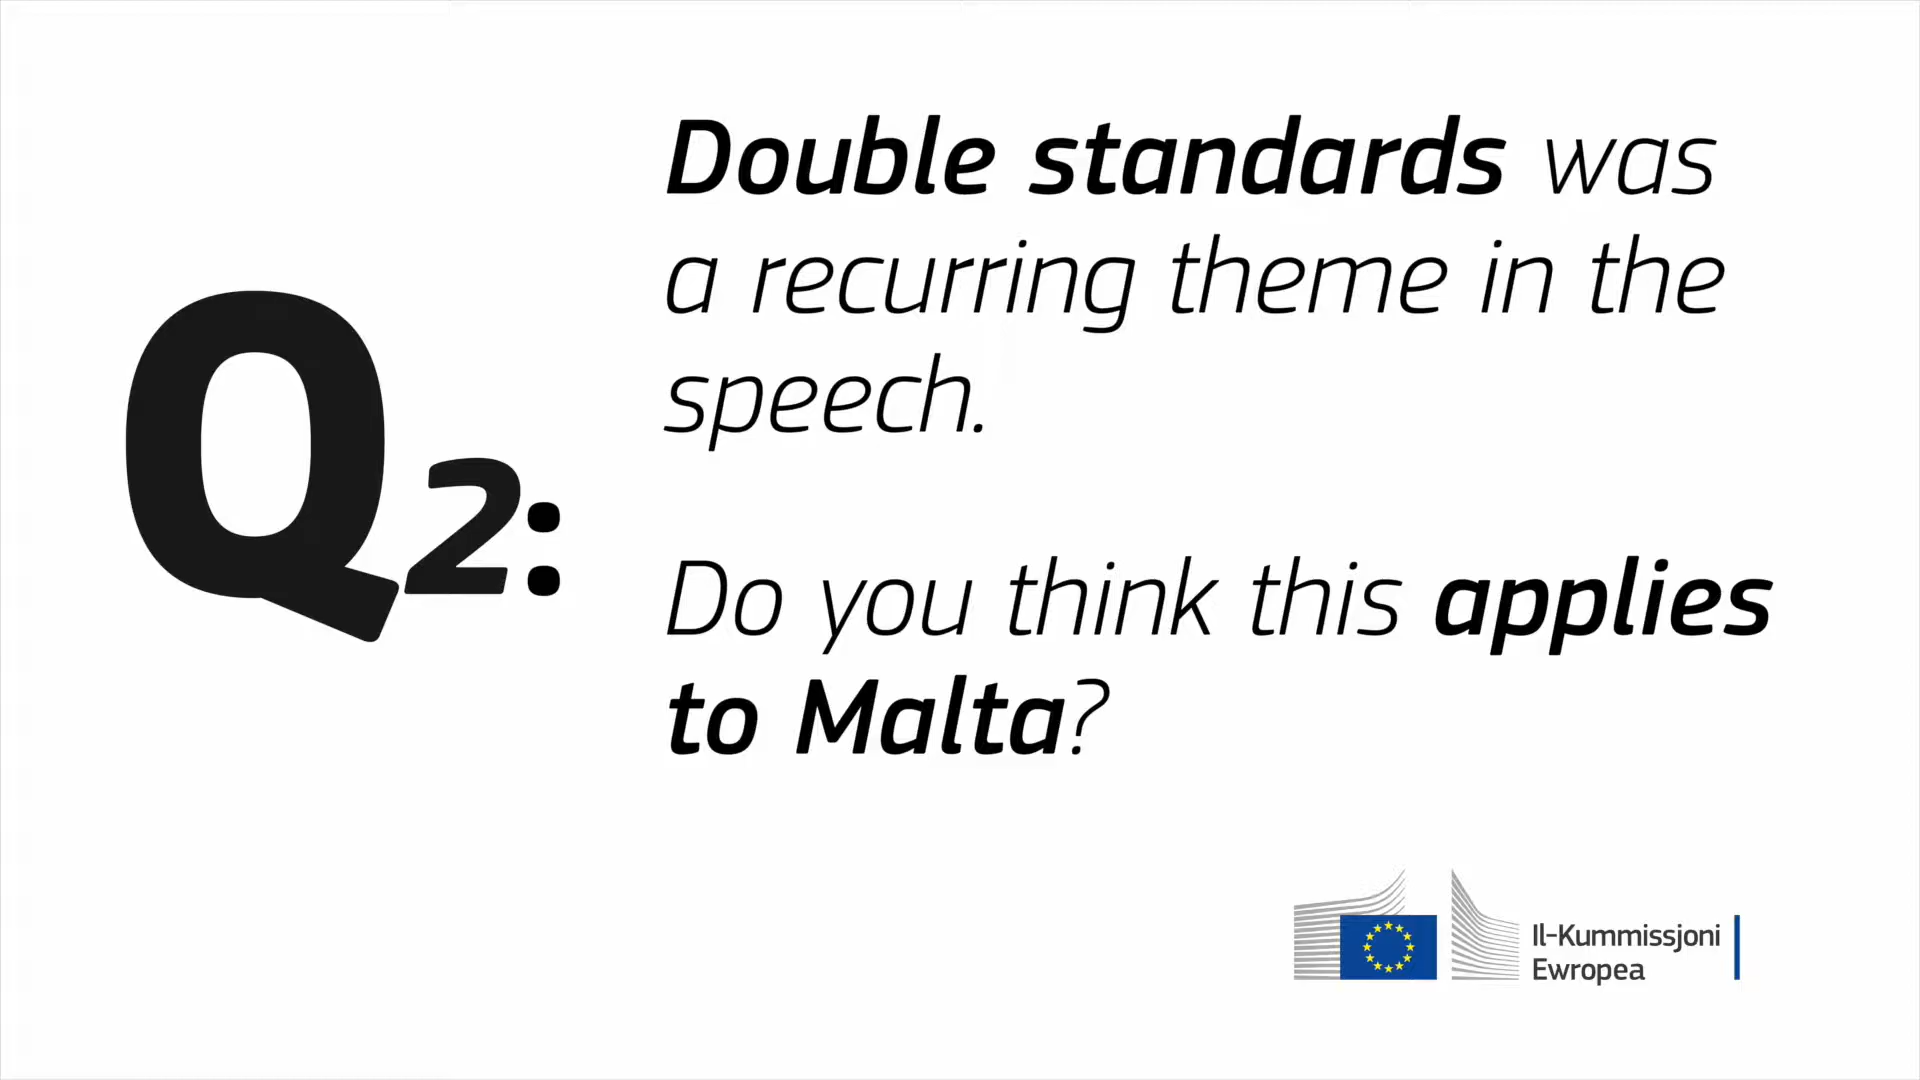 Q2:
Double standards was
a recurring theme in the
speech.
Do you think this applies
to Malta?
Il-Kummissjoni
Ewropea